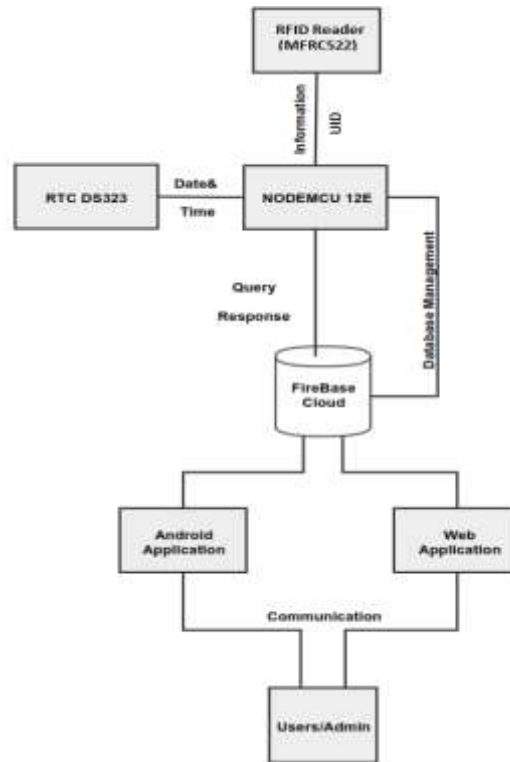 RFID Reader
(MFRC522)
Information
UID
RTC DS323
Date&
Time
NODEMCU 12E
Query
Response
Database Management
FireBase
Cloud
Android
Application
Web
Application
Communication
Users/Admin